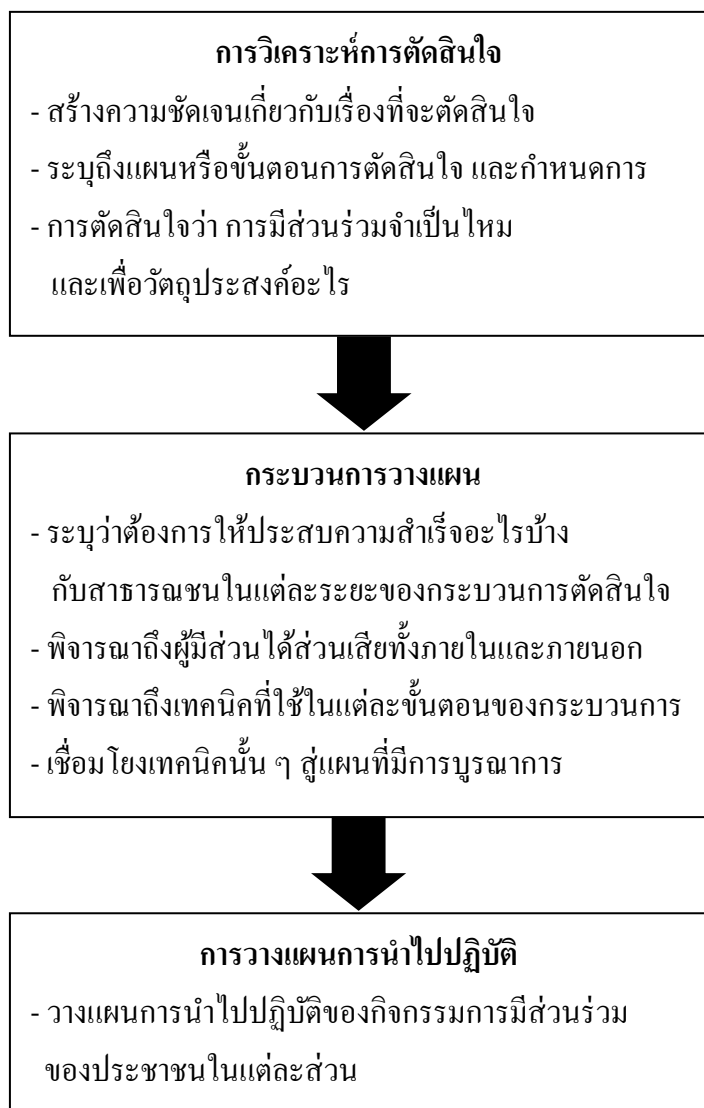 การวิเคราะห์การตัดสินใจ
- สร้างความชัดเจนเกี่ยวกับเรื่องที่จะตัดสินใจ
- ระบุถึงแผนหรือขั้นตอนการตัดสินใจ และกำหนดการ
- การตัดสินใจว่า การมีส่วนร่วมจำเป็นไหม
และเพื่อวัตถุประสงค์อะไร
กระบวนการวางแผน
- ระบุว่าต้องการให้ประสบความสำเร็จอะไรบ้าง
กับสาธารณชนในแต่ละระยะของกระบวนการตัดสินใจ
- พิจารณาถึงผู้มีส่วนได้ส่วนเสียทั้งภายในและภายนอก
- พิจารณาถึงเทคนิคที่ใช้ในแต่ละขั้นตอนของกระบวนการ
- เชื่อมโยงเทคนิคนั้น ๆ สู่แผนที่มีการบูรณาการ
การวางแผนการนำไปปฏิบัติ
- วางแผนการนำไปปฏิบัติของกิจกรรมการมีส่วนร่วม
ของประชาชนในแต่ละส่วน